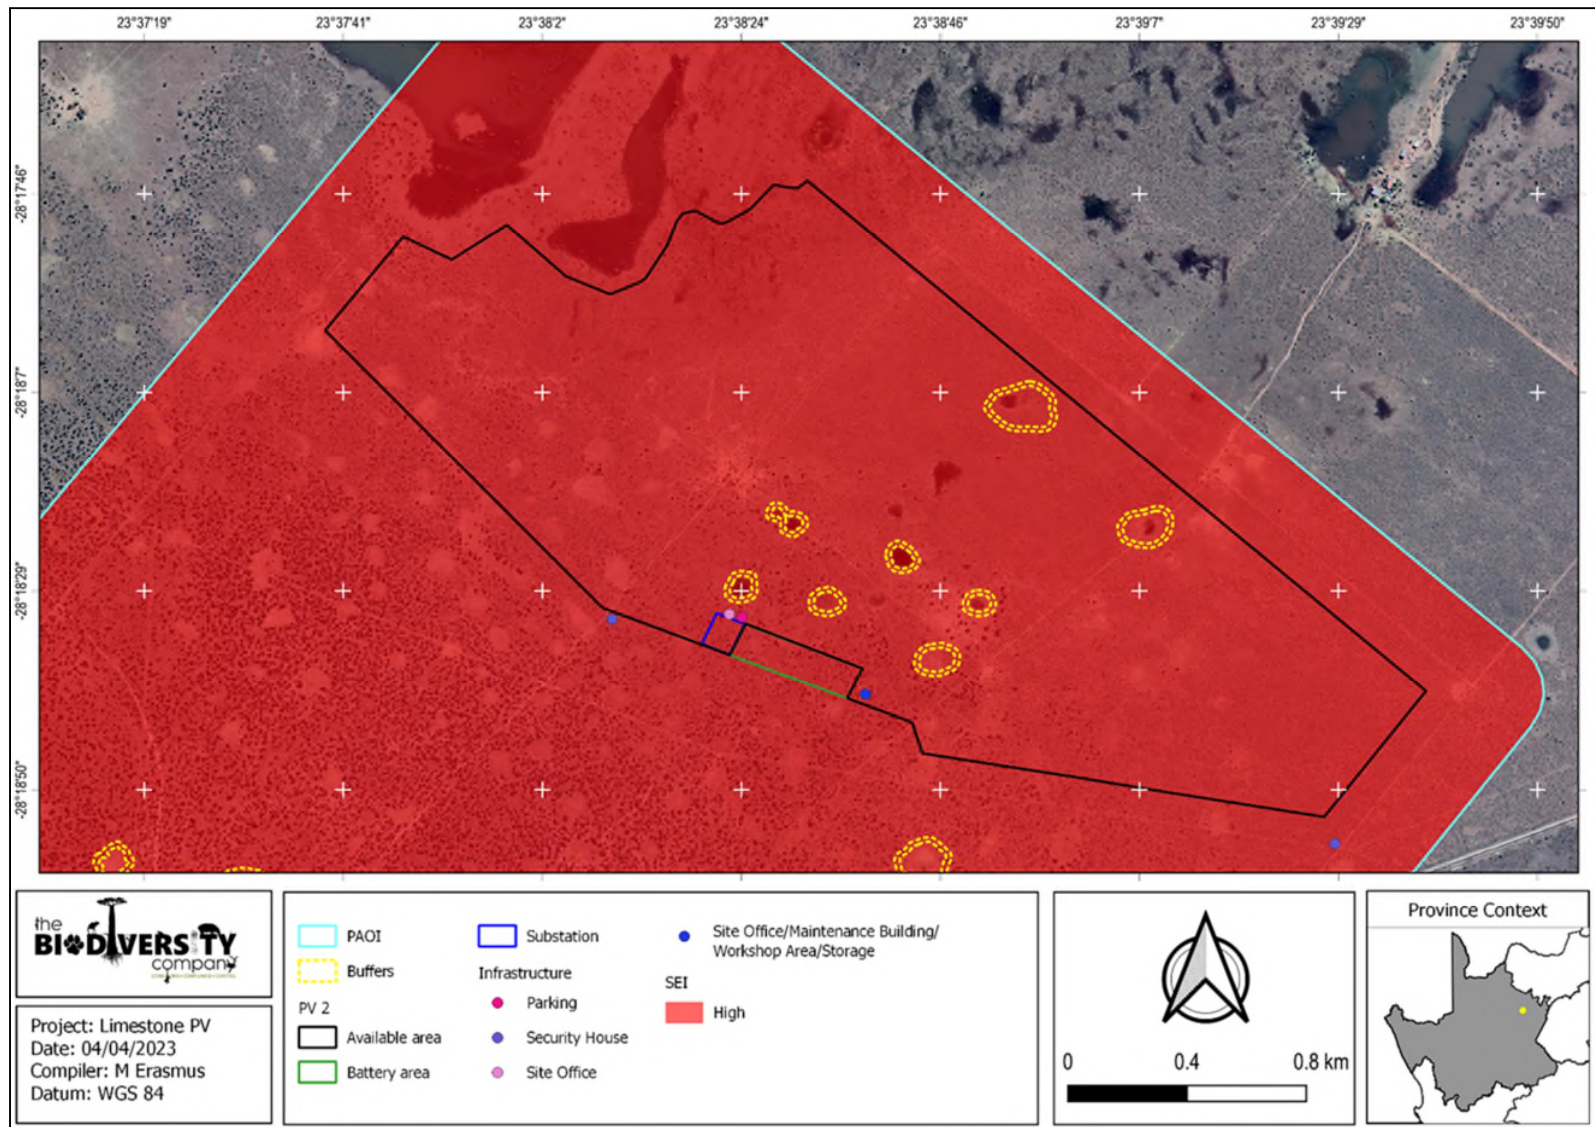 23°37'19"
23°37'41"
23°38'2"
23°38'24"
23°38'46"
23°39'7"
23°39'29"
23°39'50"
-28°17'46"
-28°18'7"
-28°18'29"
-28°18'50"
the
BIODIVERSITY
company
Project: Limestone PV
Date: 04/04/2023
Compiler: M Erasmus
Datum: WGS 84
PAOI
Buffers
PV 2
Available area
Battery area
Substation
Infrastructure
Parking
Security House
Site Office
Site Office/Maintenance Building/
Workshop Area/Storage
SEI
High
0
0.4
0.8 km
Province Context